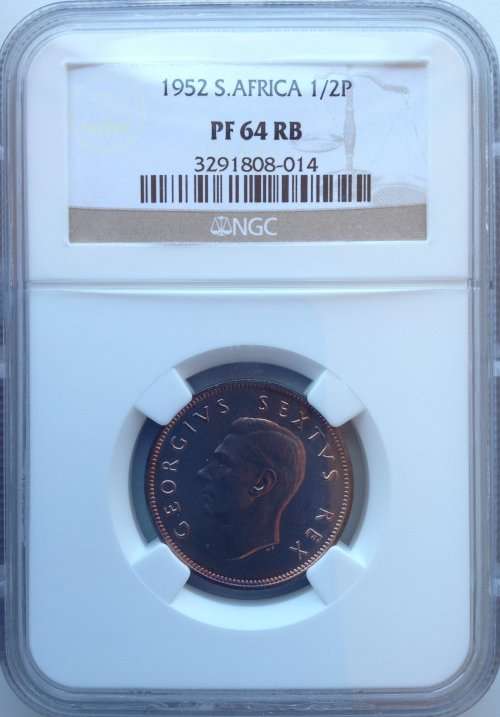 1952 S.AFRICA 1/2P
PF 64 RB
3291808-014
NGC
GEORGIVS SEXTVS REX